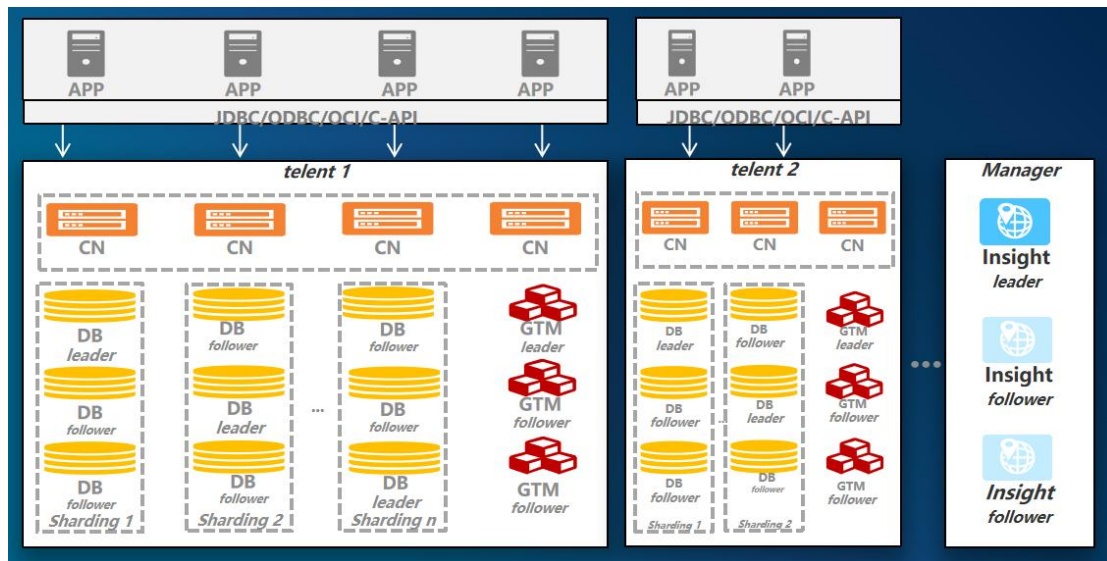 APP APP APP APP
JDBC/ODBC/OCI/C-API
APP APP
JDBC/ODBC/OCI/C-API
telent 1
CN CN CN CN
DB leader
DB follower
DB follower
Sharding 1
DB follower
DB leader
DB follower
Sharding 2
...
DB follower
DB follower
DB leader
Sharding n
GTM leader
GTM follower
GTM follower
telent 2
CN CN CN
DB leader
DB follower
DB follower
Sharding 1
...
DB follower
DB leader
DB follower
Sharding 2
GTM leader
GTM follower
GTM follower
...
Manager
Insight
leader
Insight
follower
Insight
follower